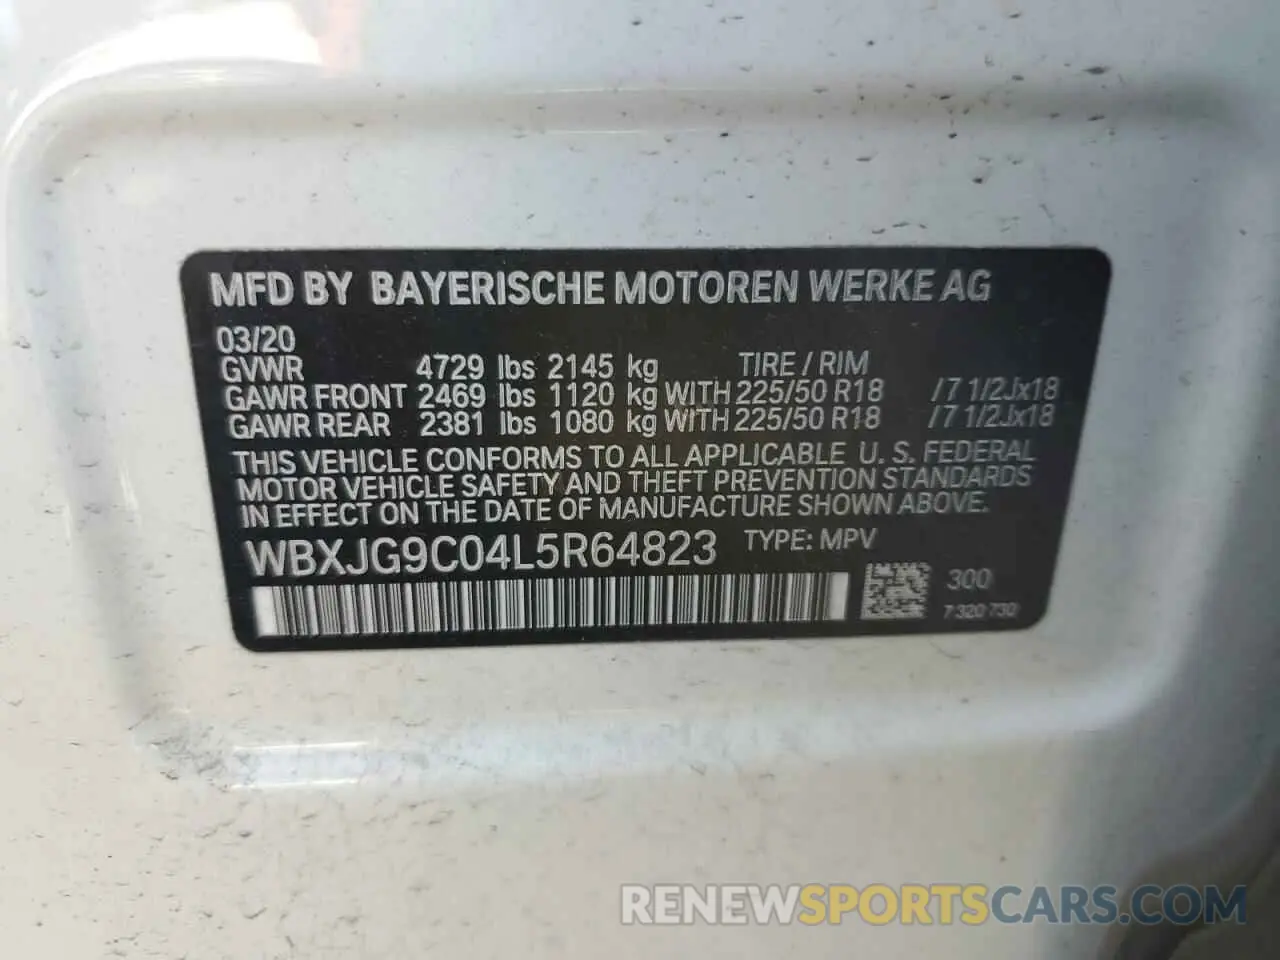 MFD BY BAYERISCHE MOTOREN WERKE AG
03/20
GVWR 4729 lbs 2145 kg TIRE / RIM
GAWR FRONT 2469 lbs 1120 kg WITH 225/50 R18 /7 1/2Jx18
GAWR REAR 2381 lbs 1080 kg WITH 225/50 R18 /7 1/2Jx18
THIS VEHICLE CONFORMS TO ALL APPLICABLE U. S. FEDERAL
MOTOR VEHICLE SAFETY AND THEFT PREVENTION STANDARDS
IN EFFECT ON THE DATE OF MANUFACTURE SHOWN ABOVE.
WBXJG9C04L5R64823 TYPE: MPV
300
7 320 730
RENEWSPORTSCARS.COM